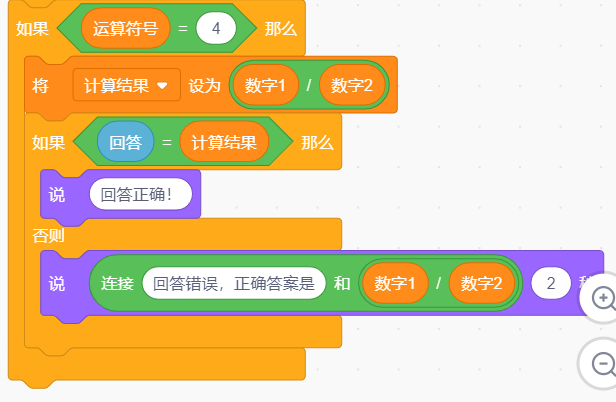 如果 运算符号 = 4 那么
将 计算结果 设为 数字1 / 数字2
如果 回答 = 计算结果 那么
说 回答正确！
否则
说 连接 回答错误，正确答案是 和 数字1 / 数字2 2